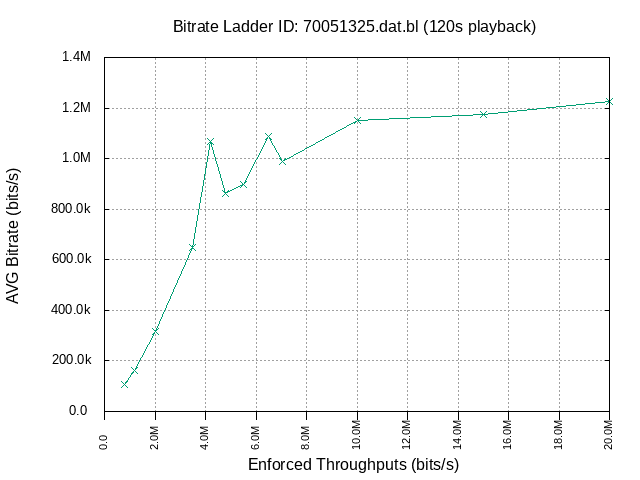 Bitrate Ladder ID: 70051325.dat.bl (120s playback)
1.4M
1.2M
1.0M
800.0k
600.0k
400.0k
200.0k
0.0
AVG Bitrate (bits/s)
0.0
2.0M
4.0M
6.0M
8.0M
10.0M
12.0M
14.0M
16.0M
18.0M
20.0M
Enforced Throughputs (bits/s)